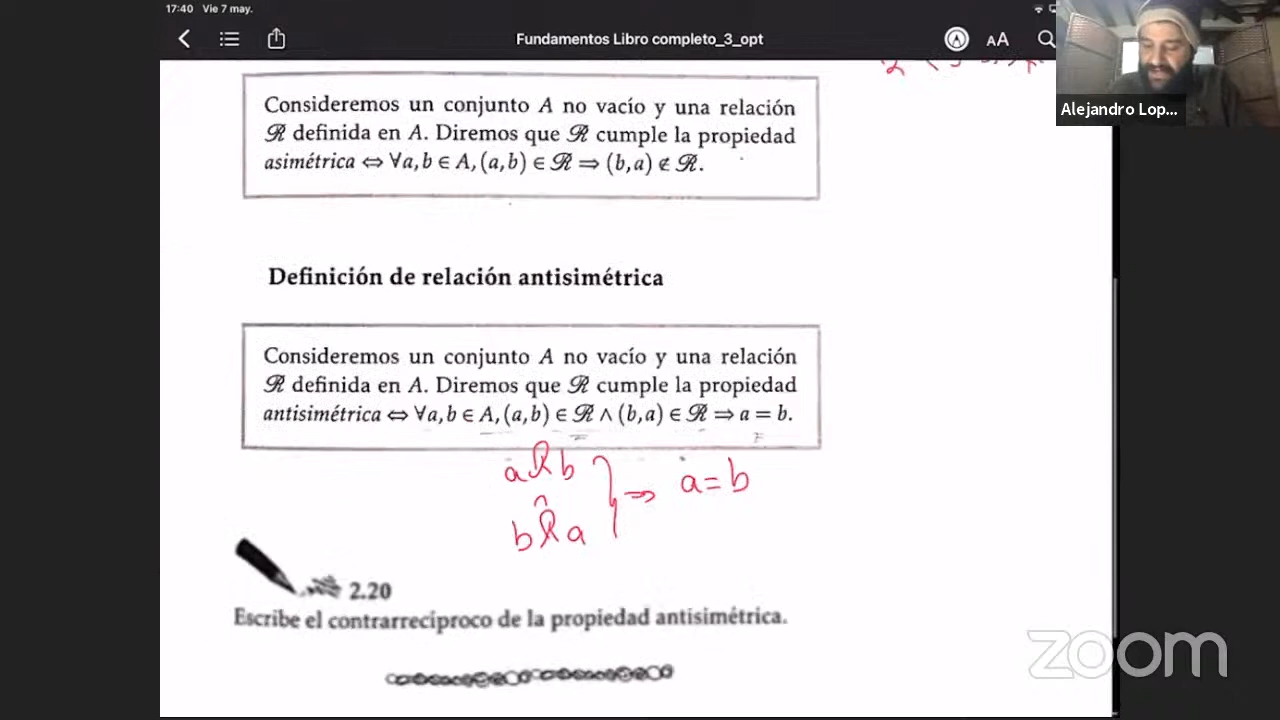 17:40 Vie 7 may.
Fundamentos Libro completo_3_opt
AA
Alejandro Lop...
Consideremos un conjunto A no vacío y una relación
ℛ definida en A. Diremos que ℛ cumple la propiedad
asimétrica ⇔ ∀a,b ∈ A, (a,b) ∈ ℛ ⇒ (b,a) ∉ ℛ.
Definición de relación antisimétrica
Consideremos un conjunto A no vacío y una relación
ℛ definida en A. Diremos que ℛ cumple la propiedad
antisimétrica ⇔ ∀a,b ∈ A, (a,b) ∈ ℛ ∧ (b,a) ∈ ℛ ⇒ a = b.
aℛb
∧
bℛa
} ⇒ a=b
2.20
Escribe el contrarrecíproco de la propiedad antisimétrica.
zoom